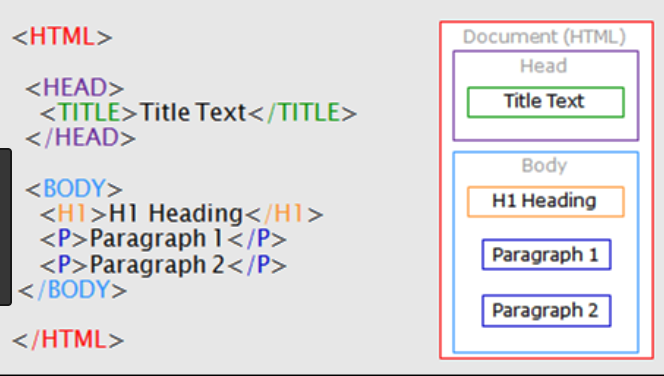 <HTML>
<HEAD>
<TITLE>Title Text</TITLE>
</HEAD>
<BODY>
<H1>H1 Heading</H1>
<P>Paragraph 1</P>
<P>Paragraph 2</P>
</BODY>
</HTML>
Document (HTML)
Head
Title Text
Body
H1 Heading
Paragraph 1
Paragraph 2